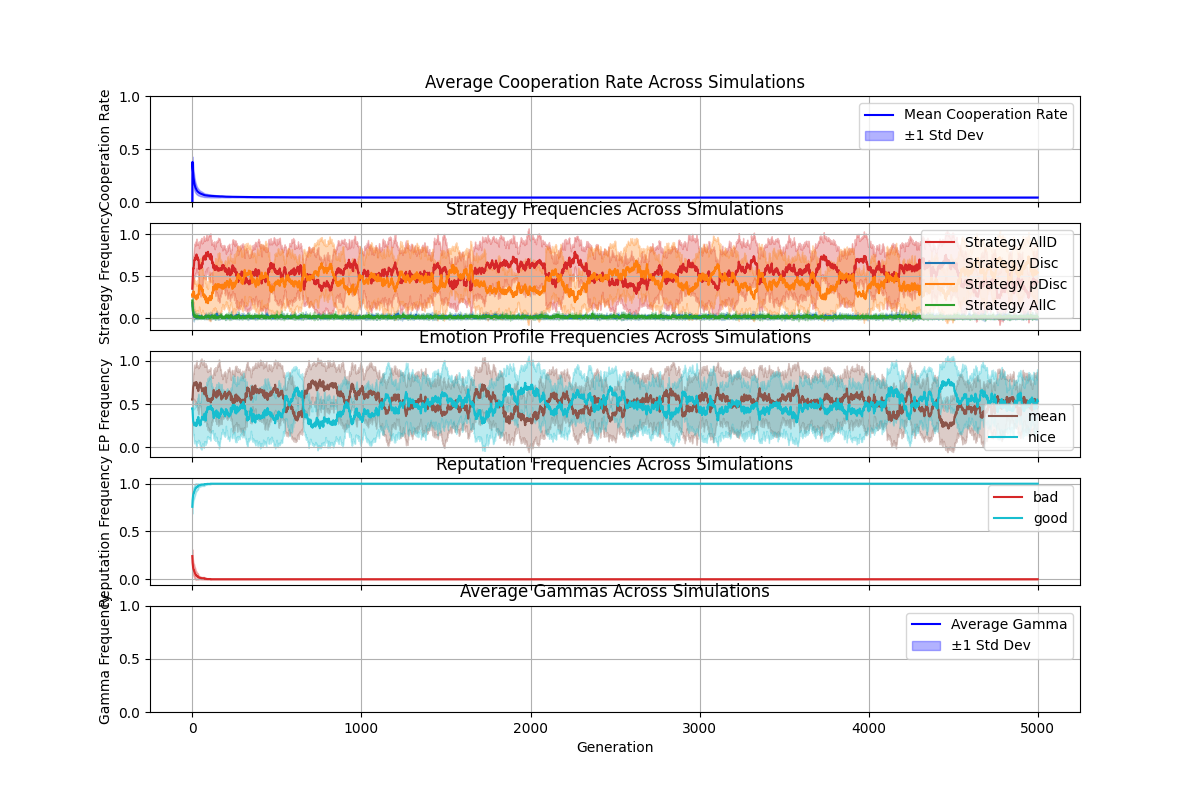 Average Cooperation Rate Across Simulations
Cooperation Rate
1.0
0.5
0.0
Mean Cooperation Rate
±1 Std Dev
Strategy Frequencies Across Simulations
Strategy Frequency
1.0
0.5
0.0
Strategy AllD
Strategy Disc
Strategy pDisc
Strategy AllC
Emotion Profile Frequencies Across Simulations
EP Frequency
1.0
0.5
0.0
mean
nice
Reputation Frequencies Across Simulations
Reputation Frequency
1.0
0.5
0.0
bad
good
Average Gammas Across Simulations
Gamma Frequency
1.0
0.5
0.0
Average Gamma
±1 Std Dev
0 1000 2000 3000 4000 5000
Generation